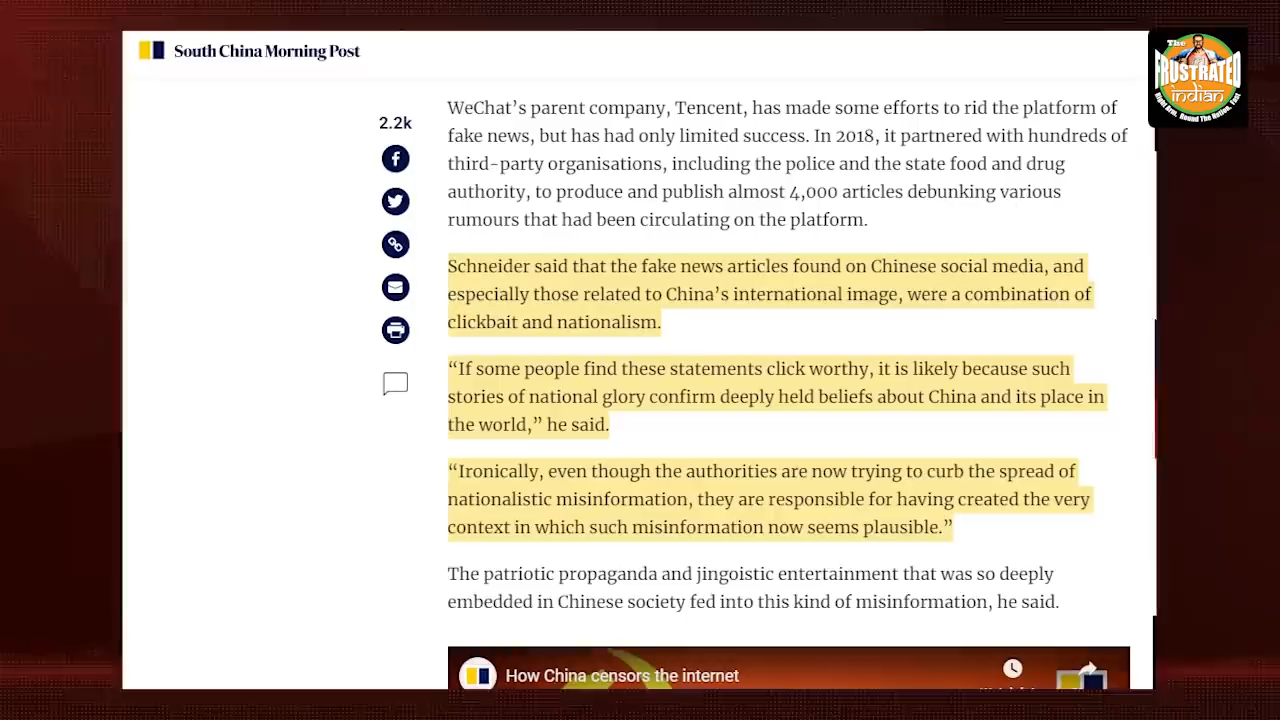 South China Morning Post
The
FRUSTRATED
indian
Right Arm. Round The Nation. Fast
2.2k
WeChat’s parent company, Tencent, has made some efforts to rid the platform of
fake news, but has had only limited success. In 2018, it partnered with hundreds of
third-party organisations, including the police and the state food and drug
authority, to produce and publish almost 4,000 articles debunking various
rumours that had been circulating on the platform.
Schneider said that the fake news articles found on Chinese social media, and
especially those related to China’s international image, were a combination of
clickbait and nationalism.
“If some people find these statements click worthy, it is likely because such
stories of national glory confirm deeply held beliefs about China and its place in
the world,” he said.
“Ironically, even though the authorities are now trying to curb the spread of
nationalistic misinformation, they are responsible for having created the very
context in which such misinformation now seems plausible.”
The patriotic propaganda and jingoistic entertainment that was so deeply
embedded in Chinese society fed into this kind of misinformation, he said.
How China censors the internet